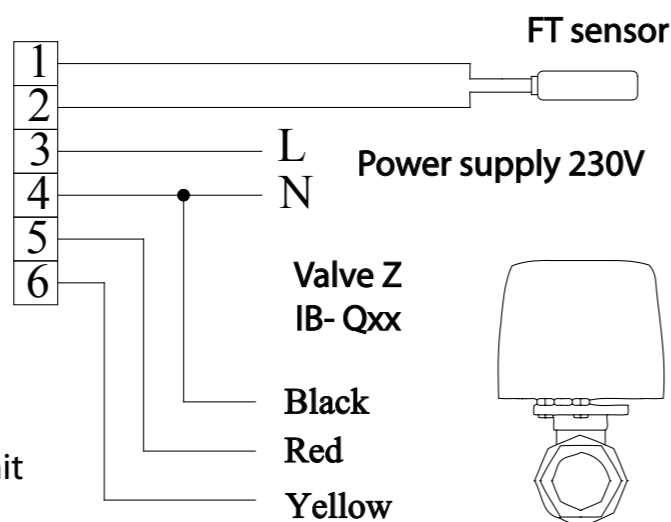 FT sensor
1
2
3 L
Power supply 230V
4 N
5
6
Valve Z
IB- Qxx
Black
Red
Yellow